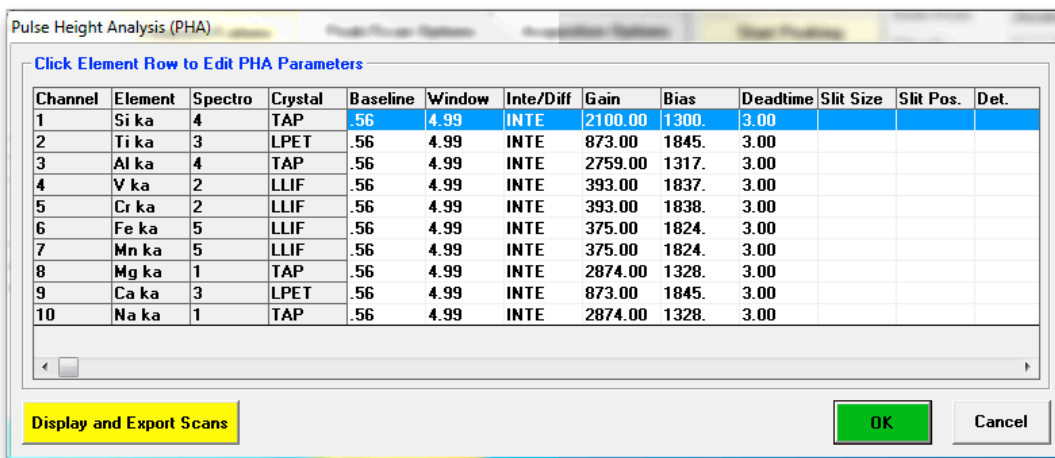 Pulse Height Analysis (PHA)
Click Element Row to Edit PHA Parameters
Channel Element Spectro Crystal Baseline Window Inte/Diff Gain Bias Deadtime Slit Size Slit Pos. Det.
1 Si ka 4 TAP .56 4.99 INTE 2100.00 1300. 3.00
2 Ti ka 3 LPET .56 4.99 INTE 873.00 1845. 3.00
3 Al ka 4 TAP .56 4.99 INTE 2759.00 1317. 3.00
4 V ka 2 LLIF .56 4.99 INTE 393.00 1837. 3.00
5 Cr ka 2 LLIF .56 4.99 INTE 393.00 1838. 3.00
6 Fe ka 5 LLIF .56 4.99 INTE 375.00 1824. 3.00
7 Mn ka 5 LLIF .56 4.99 INTE 375.00 1824. 3.00
8 Mg ka 1 TAP .56 4.99 INTE 2874.00 1328. 3.00
9 Ca ka 3 LPET .56 4.99 INTE 873.00 1845. 3.00
10 Na ka 1 TAP .56 4.99 INTE 2874.00 1328. 3.00
Display and Export Scans OK Cancel